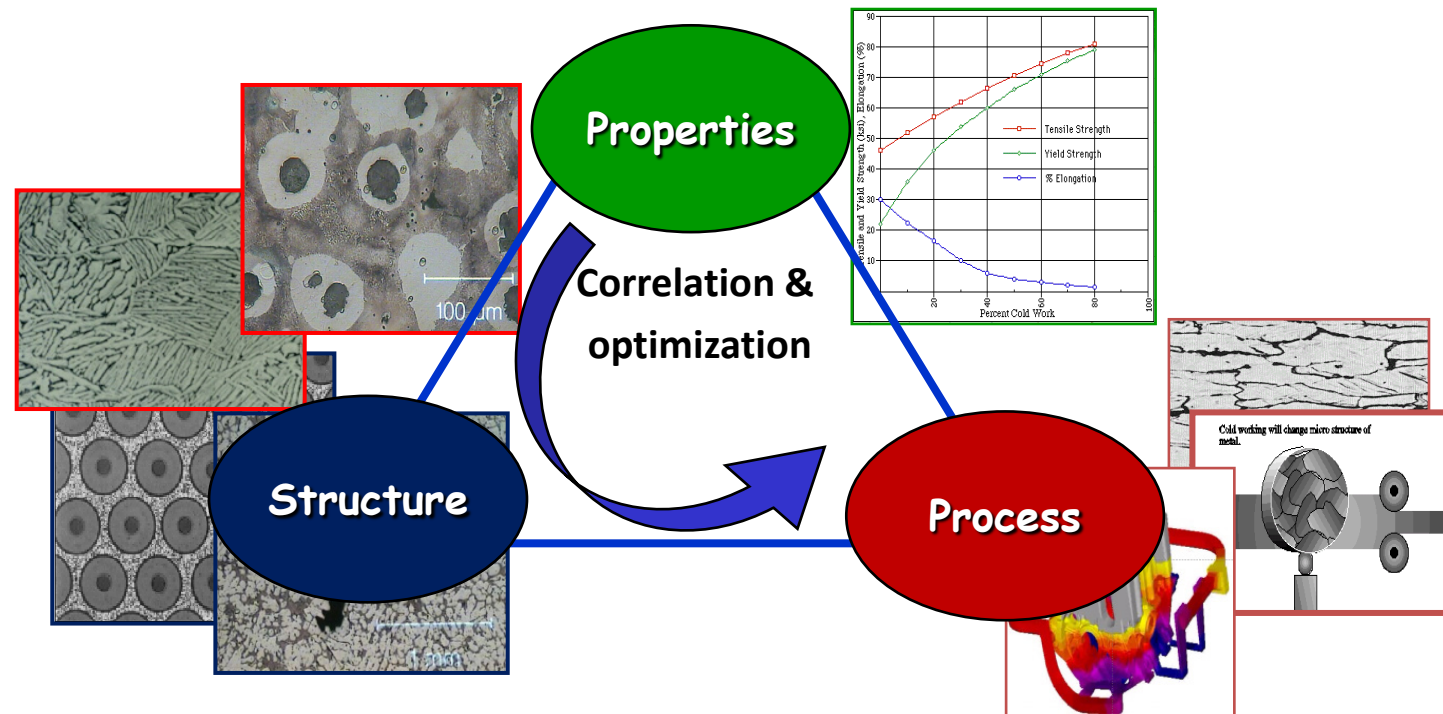 Properties
Correlation &
optimization
Structure
Process
100 µm
1 mm
90
80
70
60
50
40
30
20
10
Tensile and Yield Strength (ksi), Elongation (%)
Tensile Strength
Yield Strength
% Elongation
20
40
60
80
100
Percent Cold Work
Cold working will change micro structure of
metal.